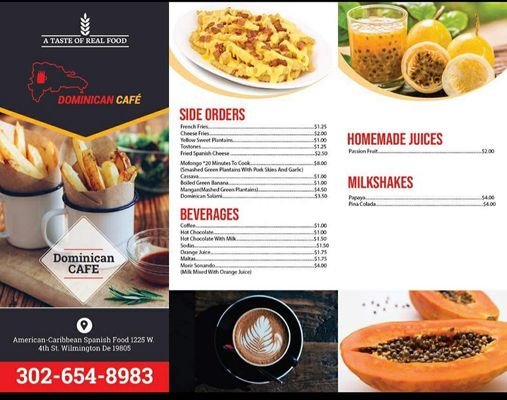 A TASTE OF REAL FOOD
DOMINICAN CAFÉ
Dominican
CAFE
American-Caribbean Spanish Food 1225 W.
4th St. Wilmington De 19805
302-654-8983
SIDE ORDERS
French Fries $1.25
Cheese Fries $2.00
Yellow Sweet Plantains $1.00
Tostones $1.25
Fried Spanish Cheese $2.50
Mofongo *20 Minutes To Cook $8.00
(Smashed Green Plantains With Pork Skins And Garlic)
Cassava $1.00
Boiled Green Banana $1.00
Mangan(Mashed Green Plantains) $4.50
Dominican Salami $3.50
BEVERAGES
Coffee $1.00
Hot Chocolate $1.00
Hot Chocolate With Milk $1.50
Sodas $1.50
Orange Juice $1.75
Maltas $1.75
Morir Sonando $4.00
(Milk Mixed With Orange Juice)
HOMEMADE JUICES
Passion Fruit $2.00
MILKSHAKES
Papaya $4.00
Pina Colada $4.00